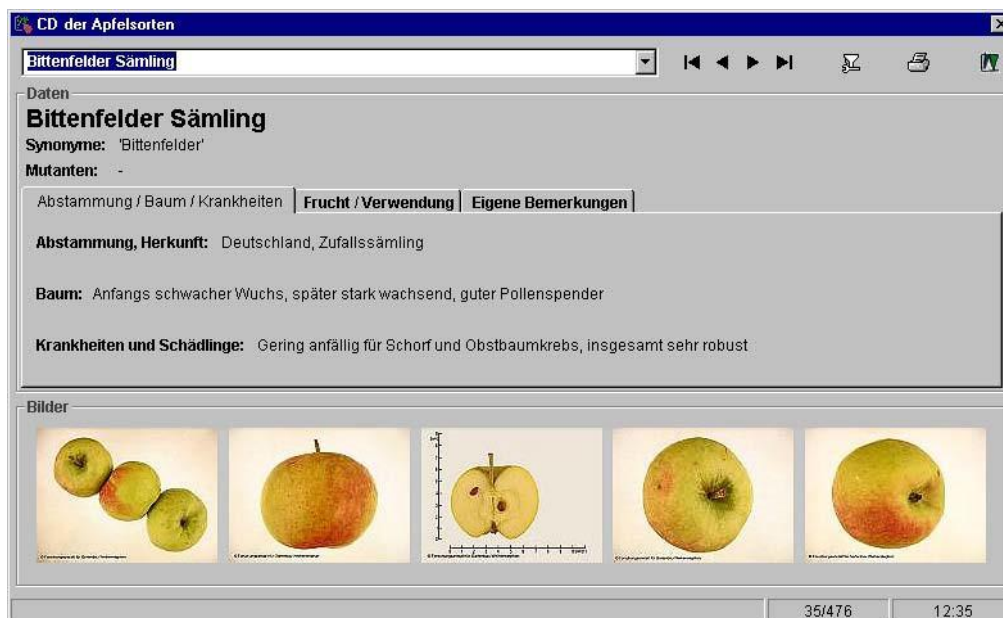 CD der Apfelsorten
Bittenfelder Sämling
Daten
Bittenfelder Sämling
Synonyme: 'Bittenfelder'
Mutanten: -
Abstammung / Baum / Krankheiten Frucht / Verwendung Eigene Bemerkungen
Abstammung, Herkunft: Deutschland, Zufallssämling
Baum: Anfangs schwacher Wuchs, später stark wachsend, guter Pollenspender
Krankheiten und Schädlinge: Gering anfällig für Schorf und Obstbaumkrebs, insgesamt sehr robust
Bilder
35/476 12:35